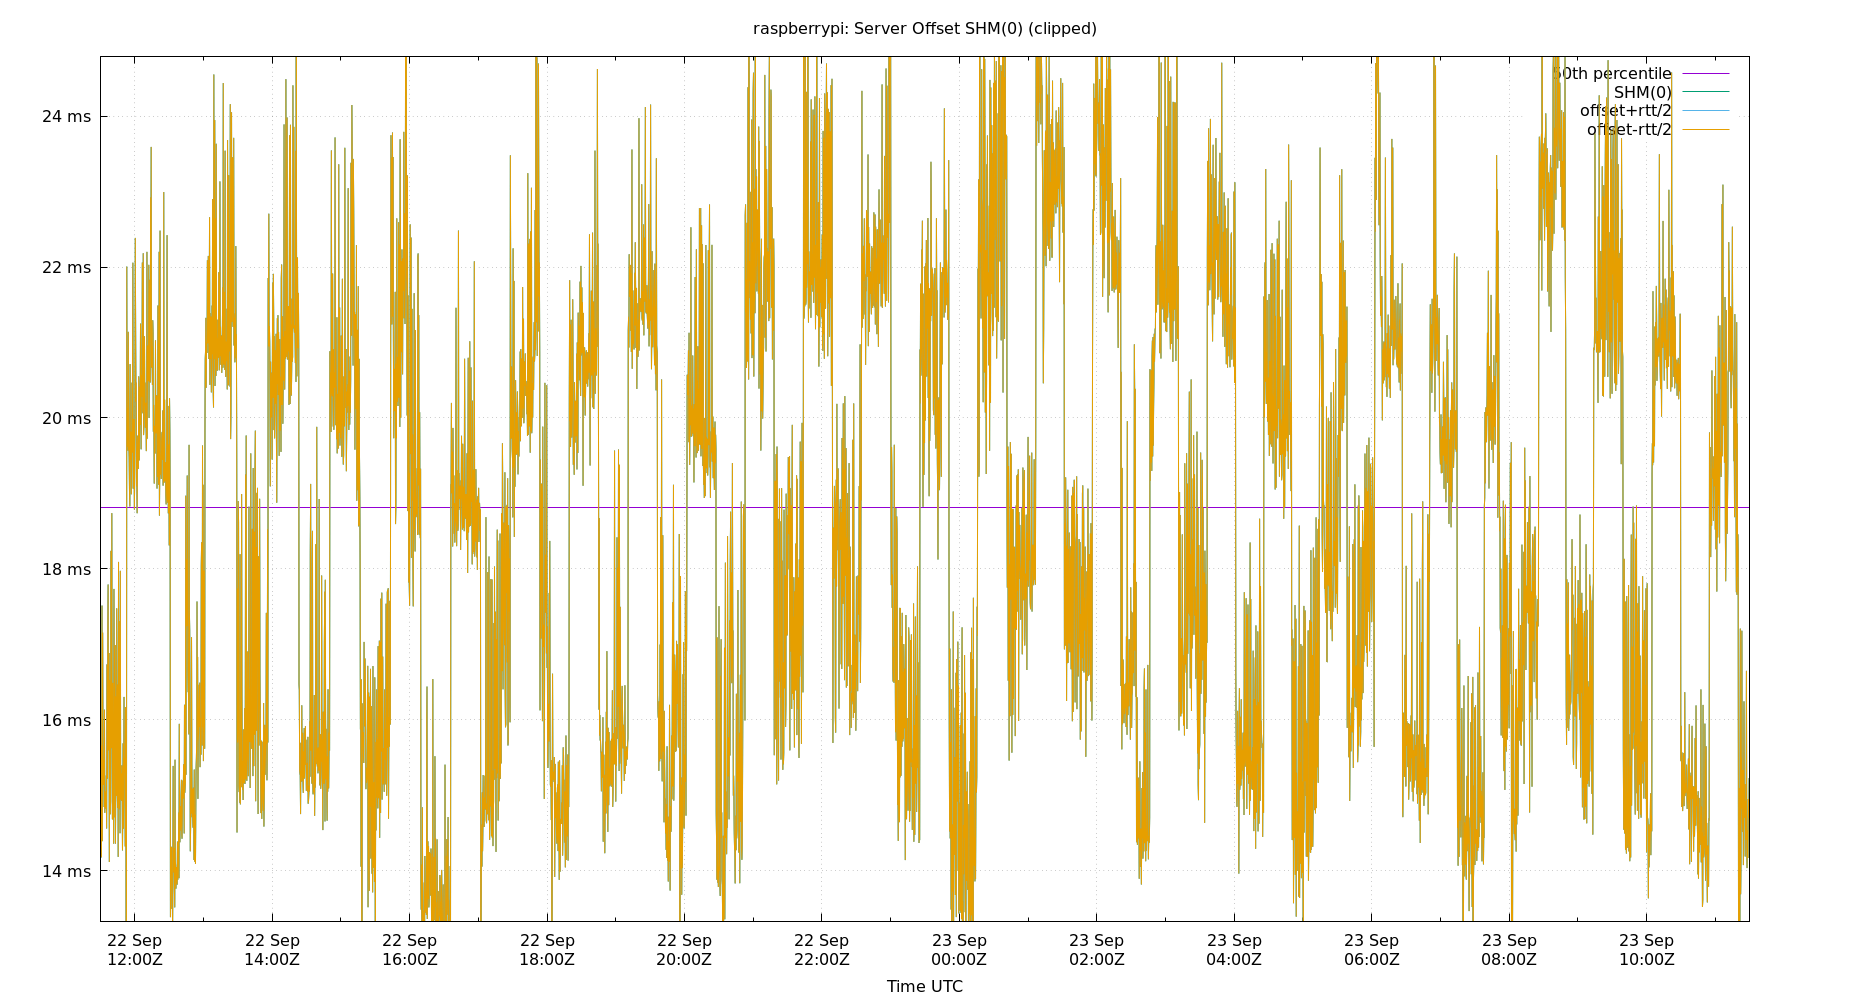 raspberrypi: Server Offset SHM(0) (clipped)
50th percentile
SHM(0)
offset+rtt/2
offset-rtt/2
24 ms
22 ms
20 ms
18 ms
16 ms
14 ms
22 Sep 22 Sep 22 Sep 22 Sep 22 Sep 22 Sep 23 Sep 23 Sep 23 Sep 23 Sep 23 Sep 23 Sep
12:00Z 14:00Z 16:00Z 18:00Z 20:00Z 22:00Z 00:00Z 02:00Z 04:00Z 06:00Z 08:00Z 10:00Z
Time UTC